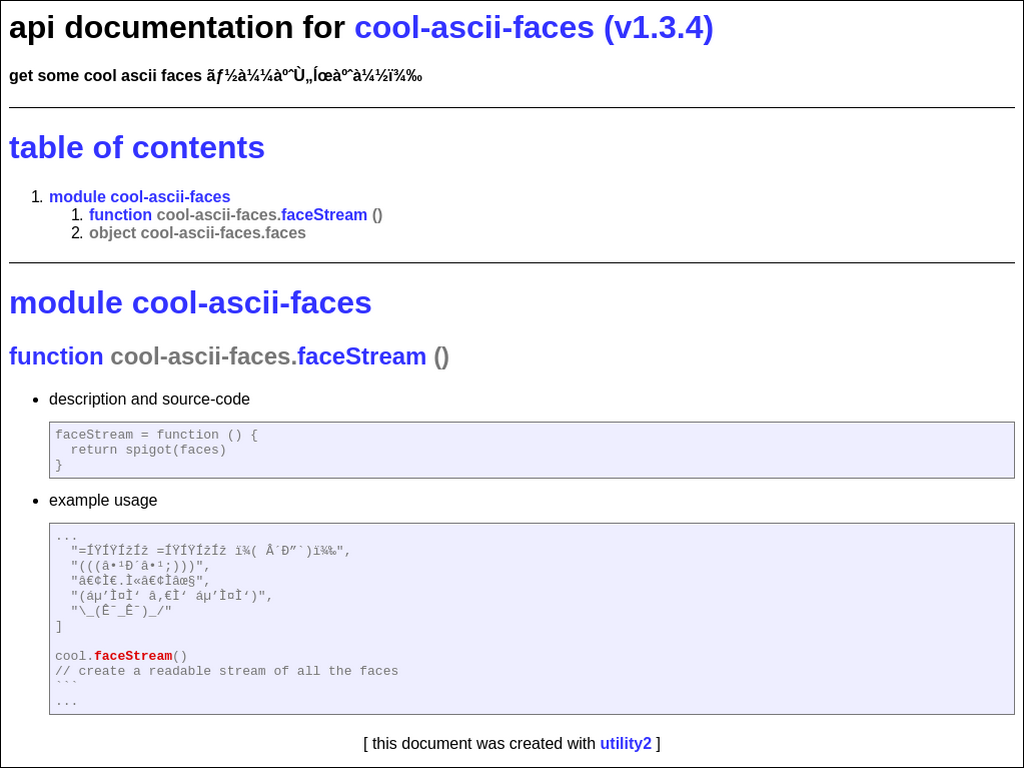 api documentation for cool-ascii-faces (v1.3.4)
get some cool ascii faces ãƒ½à¼¼àºˆÙ„Íœàºˆà¼½ï¾‰
table of contents
1. module cool-ascii-faces
1. function cool-ascii-faces.faceStream ()
2. object cool-ascii-faces.faces
module cool-ascii-faces
function cool-ascii-faces.faceStream ()
• description and source-code
faceStream = function () {
  return spigot(faces)
}
• example usage
...
  "=ÍŸÍŸÍžÍž =ÍŸÍŸÍžÍž ï¾( Å´Ð”`)ï¾‰",
  "(((â•¹Ð´â•¹;)))",
  "â€¢Ì€.Ì«â€¢Ìâœ§",
  "(áµ’Ì¤Ì‘ â‚€Ì‘ áµ’Ì¤Ì‘)",
  "\_(Ê¯_Ê¯)_/"
]
cool.faceStream()
// create a readable stream of all the faces
```
...
[ this document was created with utility2 ]